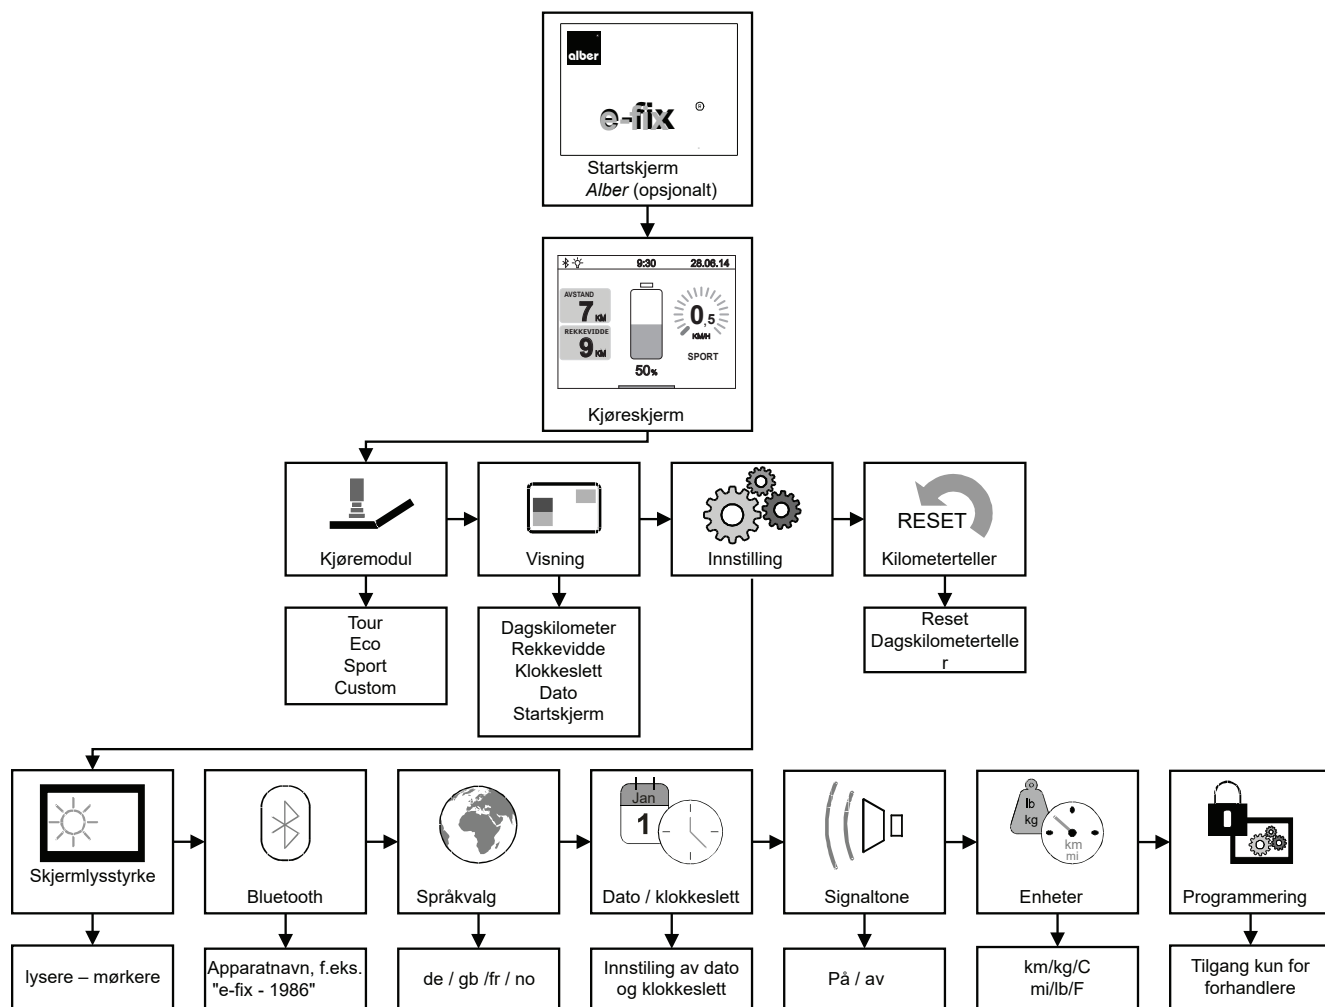 alber
e-fix ®
Startskjerm
Alber (opsjonalt)
9:30 28.06.14
AVSTAND
7 KM
REKKEVIDDE
9 KM
50%
0,5
KM/H
SPORT
Kjøreskjerm
Kjøremodul
Visning
Innstilling
RESET
Kilometerteller
Tour
Eco
Sport
Custom
Dagskilometer
Rekkevidde
Klokkeslett
Dato
Startskjerm
Reset
Dagskilometertelle
r
Skjermlysstyrke
Bluetooth
Språkvalg
Jan
1
Dato / klokkeslett
Signaltone
lb
kg
km
mi
Enheter
Programmering
lysere – mørkere
Apparatnavn, f.eks.
"e-fix - 1986"
de / gb /fr / no
Innstiling av dato
og klokkeslett
På / av
km/kg/C
mi/lb/F
Tilgang kun for
forhandlere